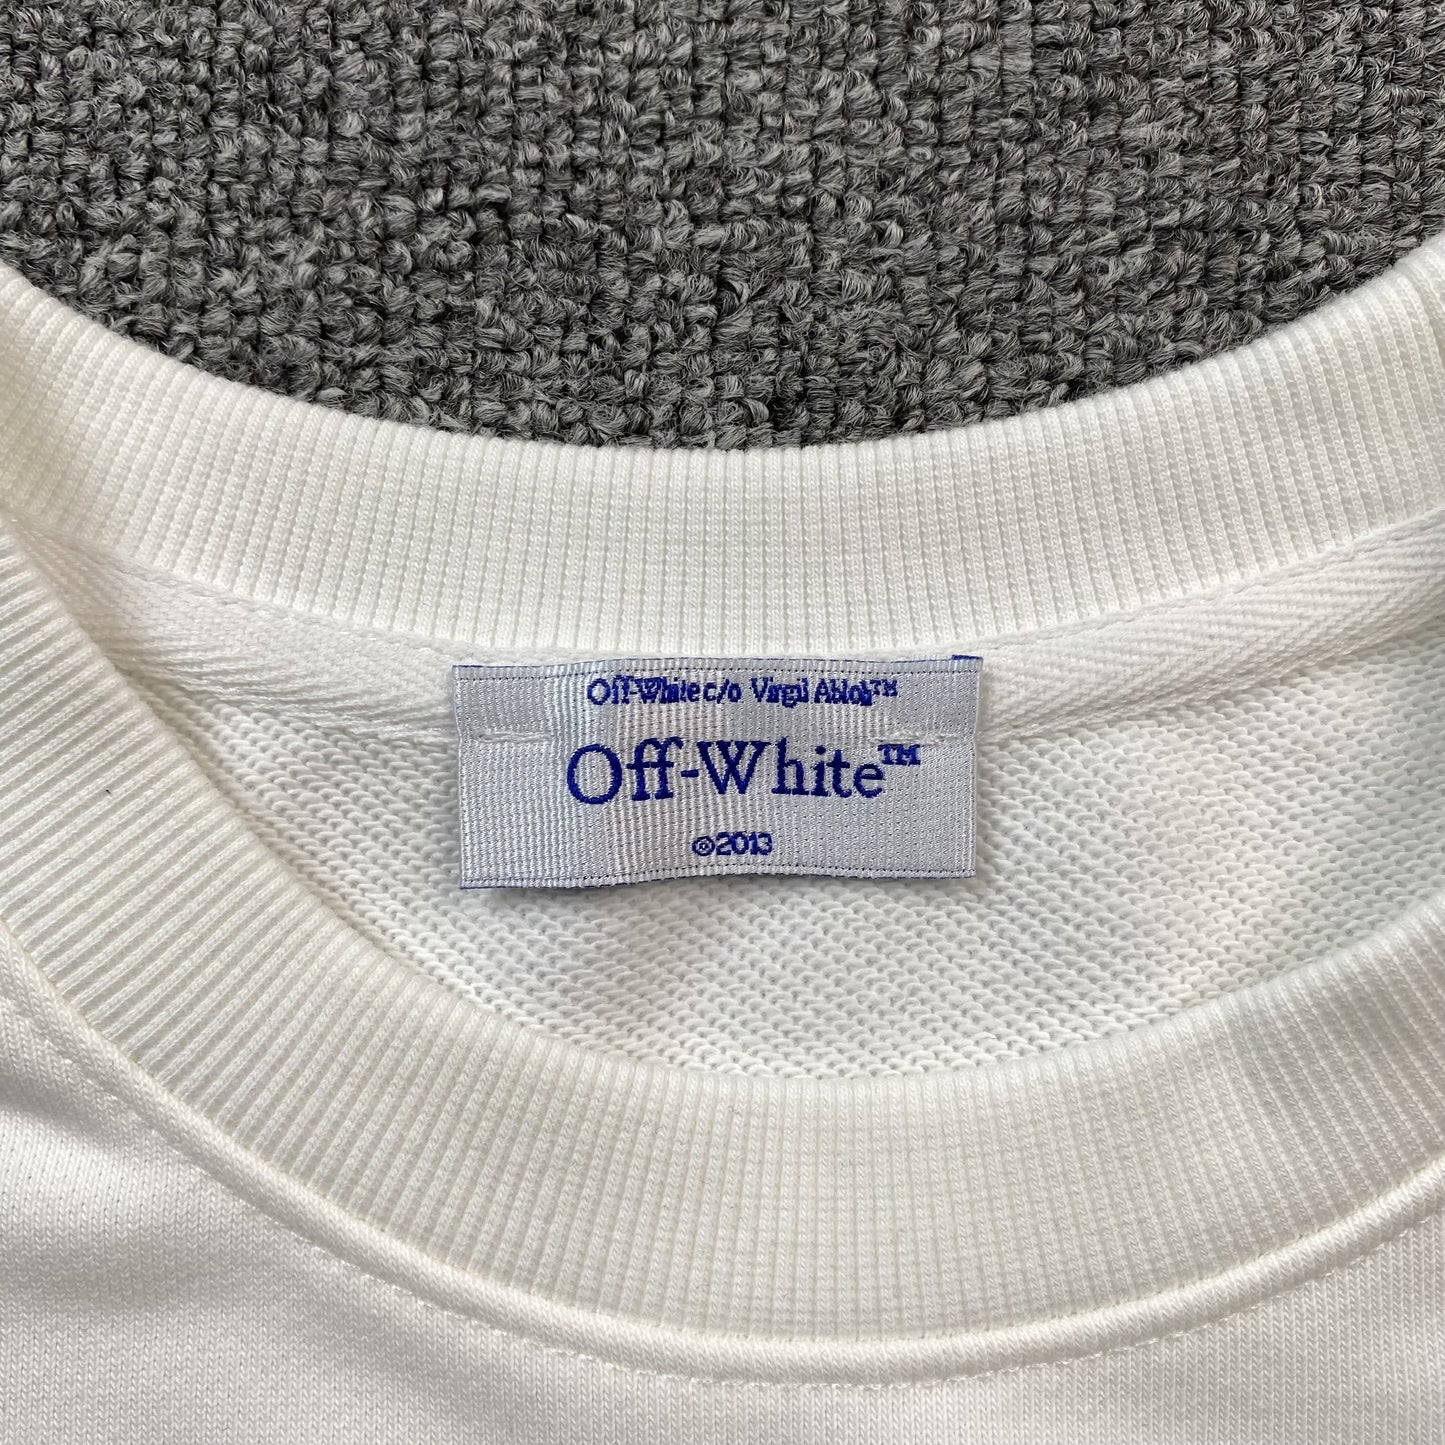 Off-White c/o Virgil Abloh™
Off-White™
©2013